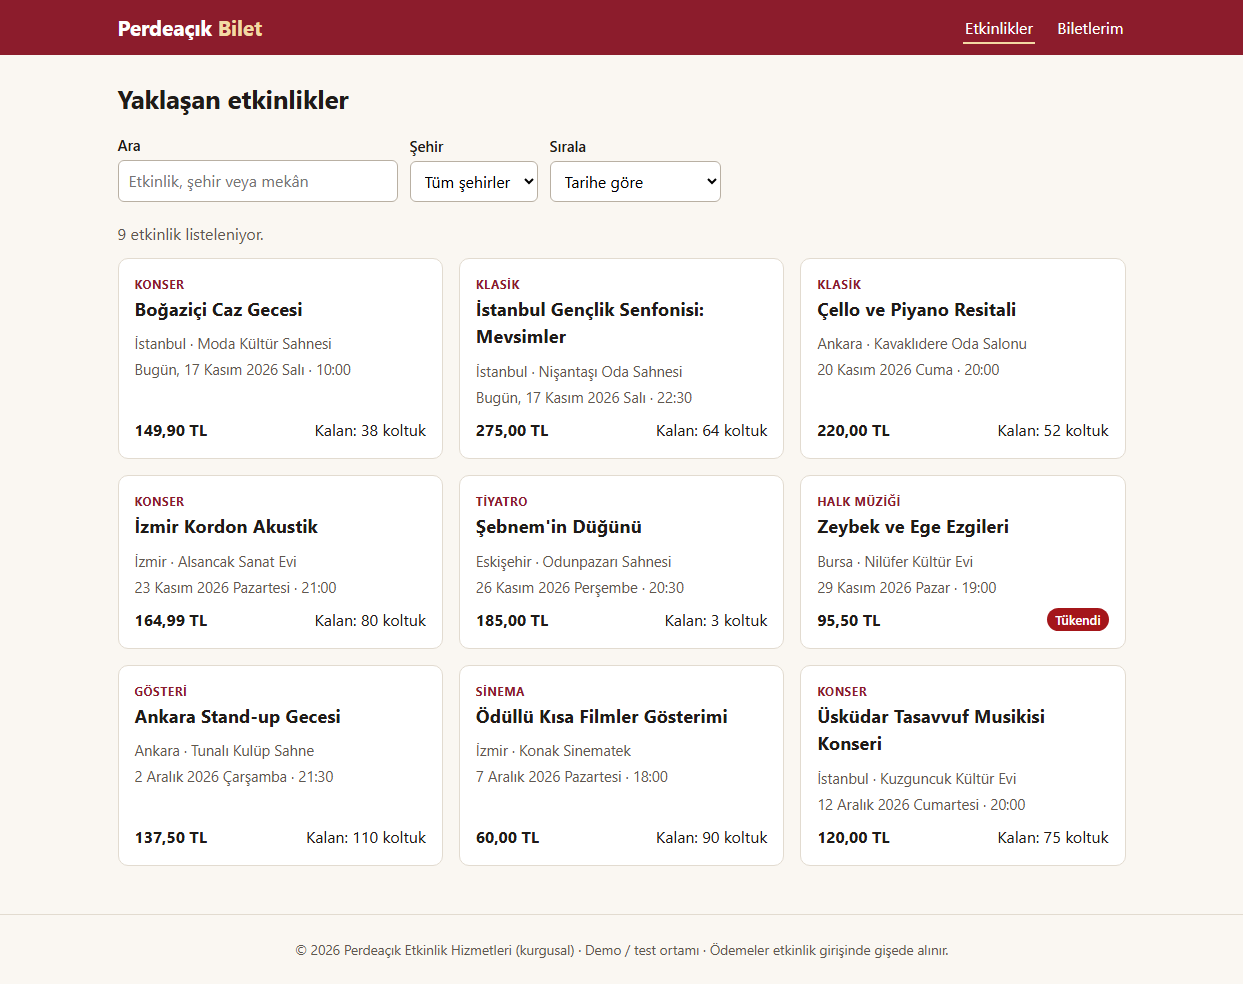 Perdeaçık Bilet
Etkinlikler
Biletlerim
Yaklaşan etkinlikler
Ara
Şehir
Sırala
Etkinlik, şehir veya mekân
Tüm şehirler
Tarihe göre
9 etkinlik listeleniyor.
KONSER
Boğaziçi Caz Gecesi
İstanbul · Moda Kültür Sahnesi
Bugün, 17 Kasım 2026 Salı · 10:00
149,90 TL
Kalan: 38 koltuk
KLASİK
İstanbul Gençlik Senfonisi:
Mevsimler
İstanbul · Nişantaşı Oda Sahnesi
Bugün, 17 Kasım 2026 Salı · 22:30
275,00 TL
Kalan: 64 koltuk
KLASİK
Çello ve Piyano Resitali
Ankara · Kavaklıdere Oda Salonu
20 Kasım 2026 Cuma · 20:00
220,00 TL
Kalan: 52 koltuk
KONSER
İzmir Kordon Akustik
İzmir · Alsancak Sanat Evi
23 Kasım 2026 Pazartesi · 21:00
164,99 TL
Kalan: 80 koltuk
TİYATRO
Şebnem'in Düğünü
Eskişehir · Odunpazarı Sahnesi
26 Kasım 2026 Perşembe · 20:30
185,00 TL
Kalan: 3 koltuk
HALK MÜZİĞİ
Zeybek ve Ege Ezgileri
Bursa · Nilüfer Kültür Evi
29 Kasım 2026 Pazar · 19:00
95,50 TL
Tükendi
GÖSTERİ
Ankara Stand-up Gecesi
Ankara · Tunalı Kulüp Sahne
2 Aralık 2026 Çarşamba · 21:30
137,50 TL
Kalan: 110 koltuk
SİNEMA
Ödüllü Kısa Filmler Gösterimi
İzmir · Konak Sinematek
7 Aralık 2026 Pazartesi · 18:00
60,00 TL
Kalan: 90 koltuk
KONSER
Üsküdar Tasavvuf Musikisi
Konseri
İstanbul · Kuzguncuk Kültür Evi
12 Aralık 2026 Cumartesi · 20:00
120,00 TL
Kalan: 75 koltuk
© 2026 Perdeaçık Etkinlik Hizmetleri (kurgusal) · Demo / test ortamı · Ödemeler etkinlik girişinde gişede alınır.